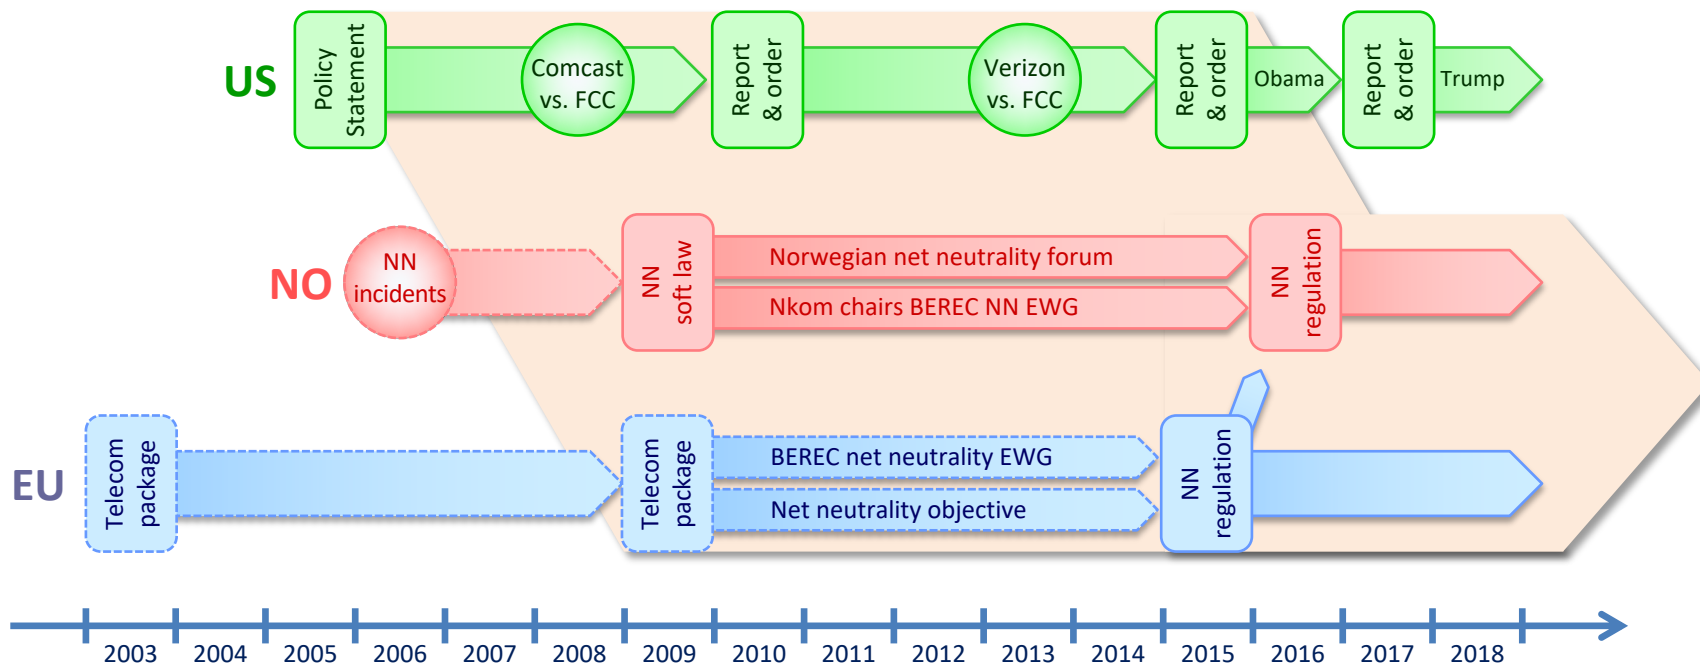 US
Policy
Statement
Comcast
vs. FCC
Report
& order
Verizon
vs. FCC
Report
& order
Obama
Report
& order
Trump
NO
NN
incidents
NN
soft law
Norwegian net neutrality forum
Nkom chairs BEREC NN EWG
NN
regulation
EU
Telecom
package
Telecom
package
BEREC net neutrality EWG
Net neutrality objective
NN
regulation
2003 2004 2005 2006 2007 2008 2009 2010 2011 2012 2013 2014 2015 2016 2017 2018